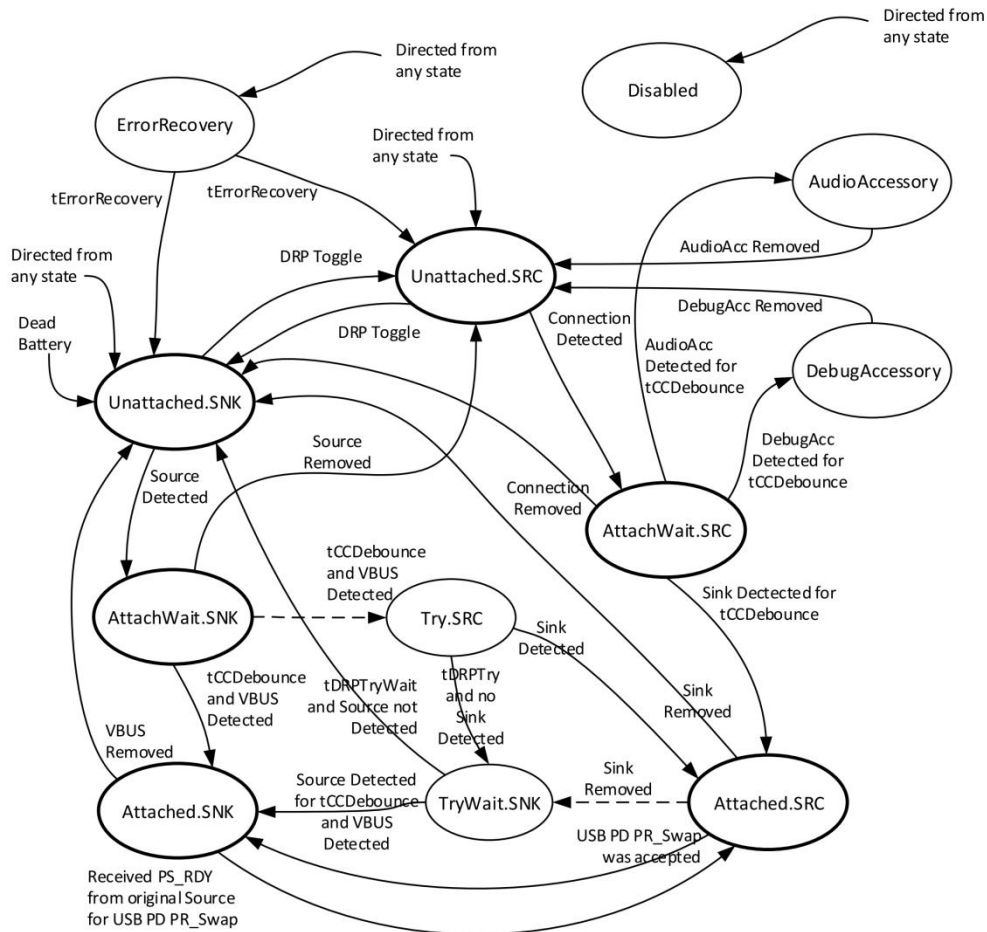 Directed from
any state
Directed from
any state
ErrorRecovery
Disabled
Directed from
any state
tErrorRecovery
tErrorRecovery
AudioAccessory
Directed from
any state
DRP Toggle
Unattached.SRC
AudioAcc Removed
Dead
Battery
DRP Toggle
Connection
Detected
DebugAcc Removed
AudioAcc
Detected for
tCCDebounce
DebugAccessory
Unattached.SNK
Source
Removed
DebugAcc
Detected for
tCCDebounce
Source
Detected
Connection
Removed
AttachWait.SRC
tCCDebounce
and VBUS
Detected
AttachWait.SNK
Try.SRC
Sink
Detected
Sink Dectected for
tCCDebounce
tCCDebounce
and VBUS
Detected
tDRPTryWait
and Source not
Detected
tDRPTry
and no
Sink
Detected
Sink
Removed
VBUS
Removed
Attached.SNK
Source Detected
for tCCDebounce
and VBUS
Detected
TryWait.SNK
Sink
Removed
Attached.SRC
USB PD PR_Swap
was accepted
Received PS_RDY
from original Source
for USB PD PR_Swap